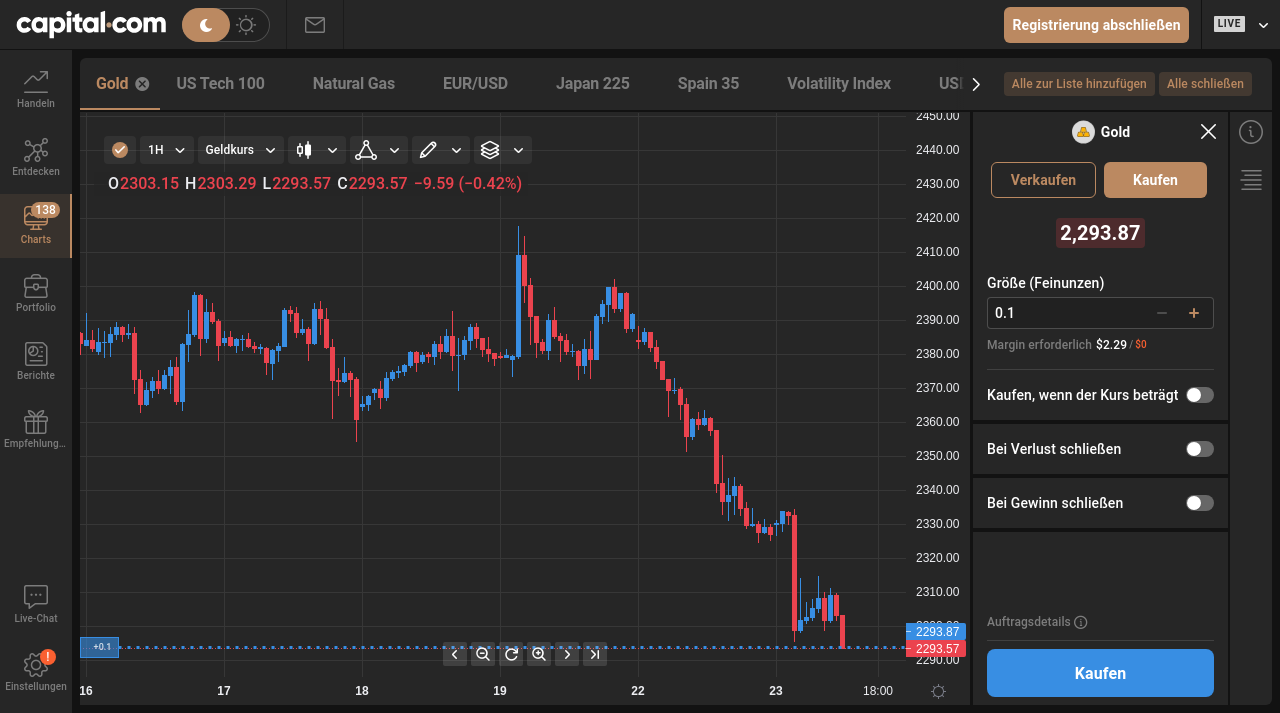 capital.com
Registrierung abschließen
LIVE
Handeln
Entdecken
138
Charts
Portfolio
Berichte
Empfehlung...
Live-Chat
!
Einstellungen
Gold
US Tech 100
Natural Gas
EUR/USD
Japan 225
Spain 35
Volatility Index
Alle zur Liste hinzufügen
Alle schließen
1H
Geldkurs
O2303.15 H2303.29 L2293.57 C2293.57 −9.59 (−0.42%)
2450.00
2440.00
2430.00
2420.00
2410.00
2400.00
2390.00
2380.00
2370.00
2360.00
2350.00
2340.00
2330.00
2320.00
2310.00
2293.87
2293.57
2290.00
+0.1
16
17
18
19
22
23
18:00
Gold
Verkaufen
Kaufen
2,293.87
Größe (Feinunzen)
0.1
Margin erforderlich $2.29 / $0
Kaufen, wenn der Kurs beträgt
Bei Verlust schließen
Bei Gewinn schließen
Auftragsdetails
Kaufen